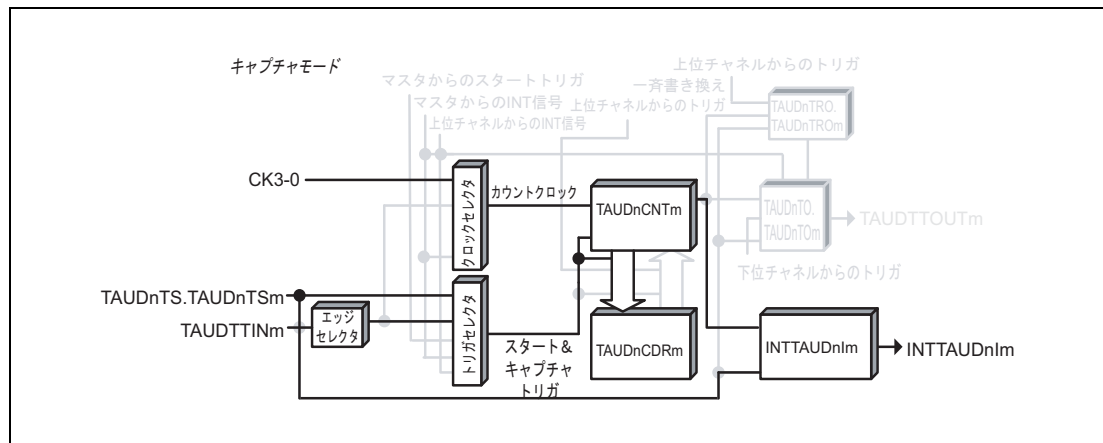 キャプチャモード
上位チャネルからのトリガ
マスタからのスタートトリガ
一斉書き換え
マスタからのINT信号
上位チャネルからのトリガ
上位チャネルからのINT信号
TAUDnTRO.
TAUDnTROm
CK3-0
クロックセレクタ
カウントクロック
TAUDnCNTm
TAUDnTO.
TAUDnTOm
TAUDTTOUTm
下位チャネルからのトリガ
TAUDnTS.TAUDnTSm
TAUDTTINm
エッジ
セレクタ
トリガセレクタ
スタート&
キャプチャ
トリガ
TAUDnCDRm
INTTAUDnIm
INTTAUDnIm